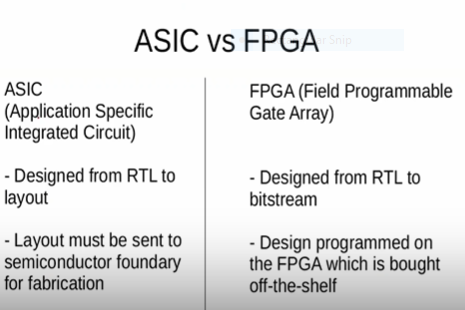 ASIC vs FPGA
Snip
ASIC
(Application Specific
Integrated Circuit)
- Designed from RTL to
layout
- Layout must be sent to
semiconductor foundary
for fabrication
FPGA (Field Programmable
Gate Array)
- Designed from RTL to
bitstream
- Design programmed on
the FPGA which is bought
off-the-shelf